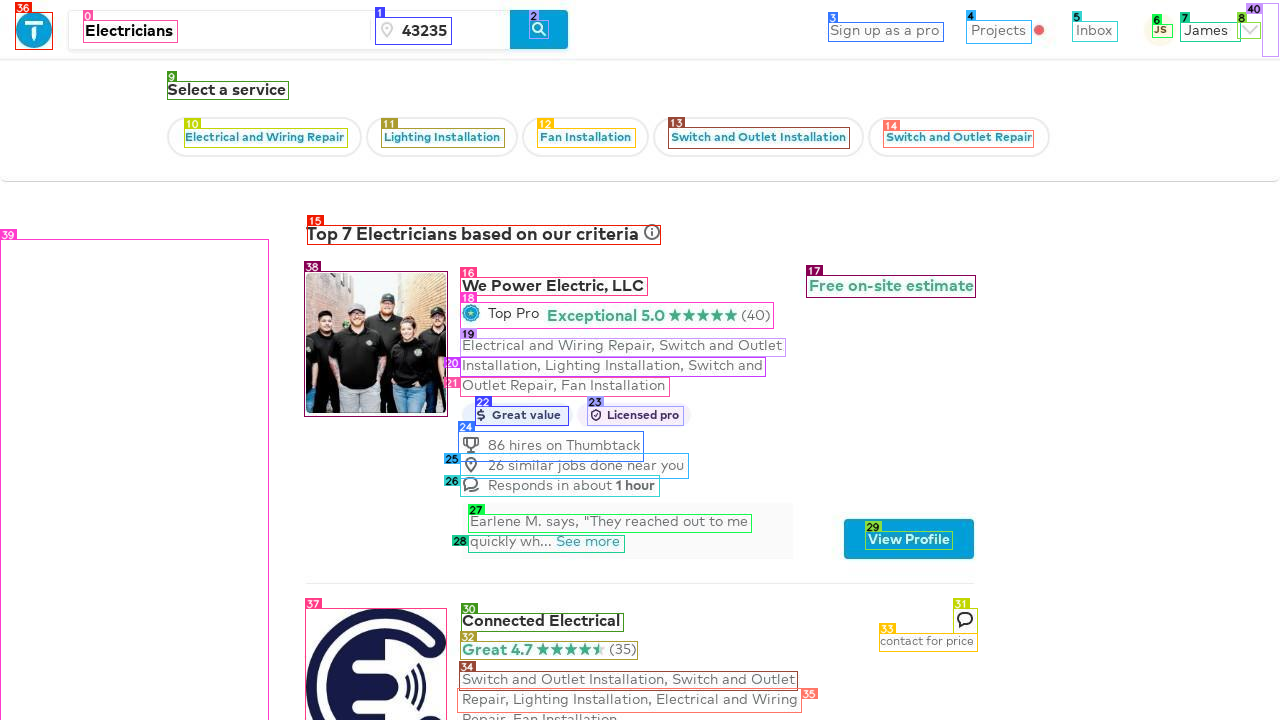 Electricians
43235
Sign up as a pro
Projects
Inbox
JS
James
Select a service
Electrical and Wiring Repair
Lighting Installation
Fan Installation
Switch and Outlet Installation
Switch and Outlet Repair
Top 7 Electricians based on our criteria
We Power Electric, LLC
Free on-site estimate
Top Pro Exceptional 5.0 (40)
Electrical and Wiring Repair, Switch and Outlet
Installation, Lighting Installation, Switch and
Outlet Repair, Fan Installation
Great value
Licensed pro
86 hires on Thumbtack
26 similar jobs done near you
Responds in about 1 hour
Earlene M. says, "They reached out to me
quickly wh... See more
View Profile
Connected Electrical
contact for price
Great 4.7 (35)
Switch and Outlet Installation, Switch and Outlet
Repair, Lighting Installation, Electrical and Wiring
Repair, Fan Installation
0
1
2
3
4
5
6
7
8
9
10
11
12
13
14
15
16
17
18
19
20
21
22
23
24
25
26
27
28
29
30
31
32
33
34
35
36
37
38
39
40